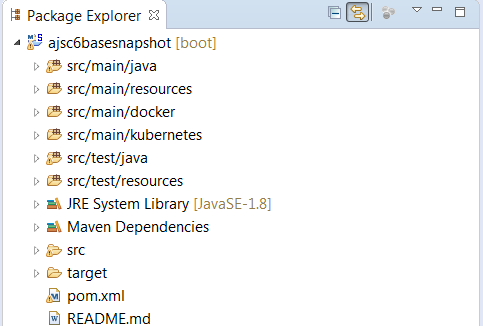 Package Explorer
ajsc6basesnapshot [boot]
src/main/java
src/main/resources
src/main/docker
src/main/kubernetes
src/test/java
src/test/resources
JRE System Library [JavaSE-1.8]
Maven Dependencies
src
target
pom.xml
README.md